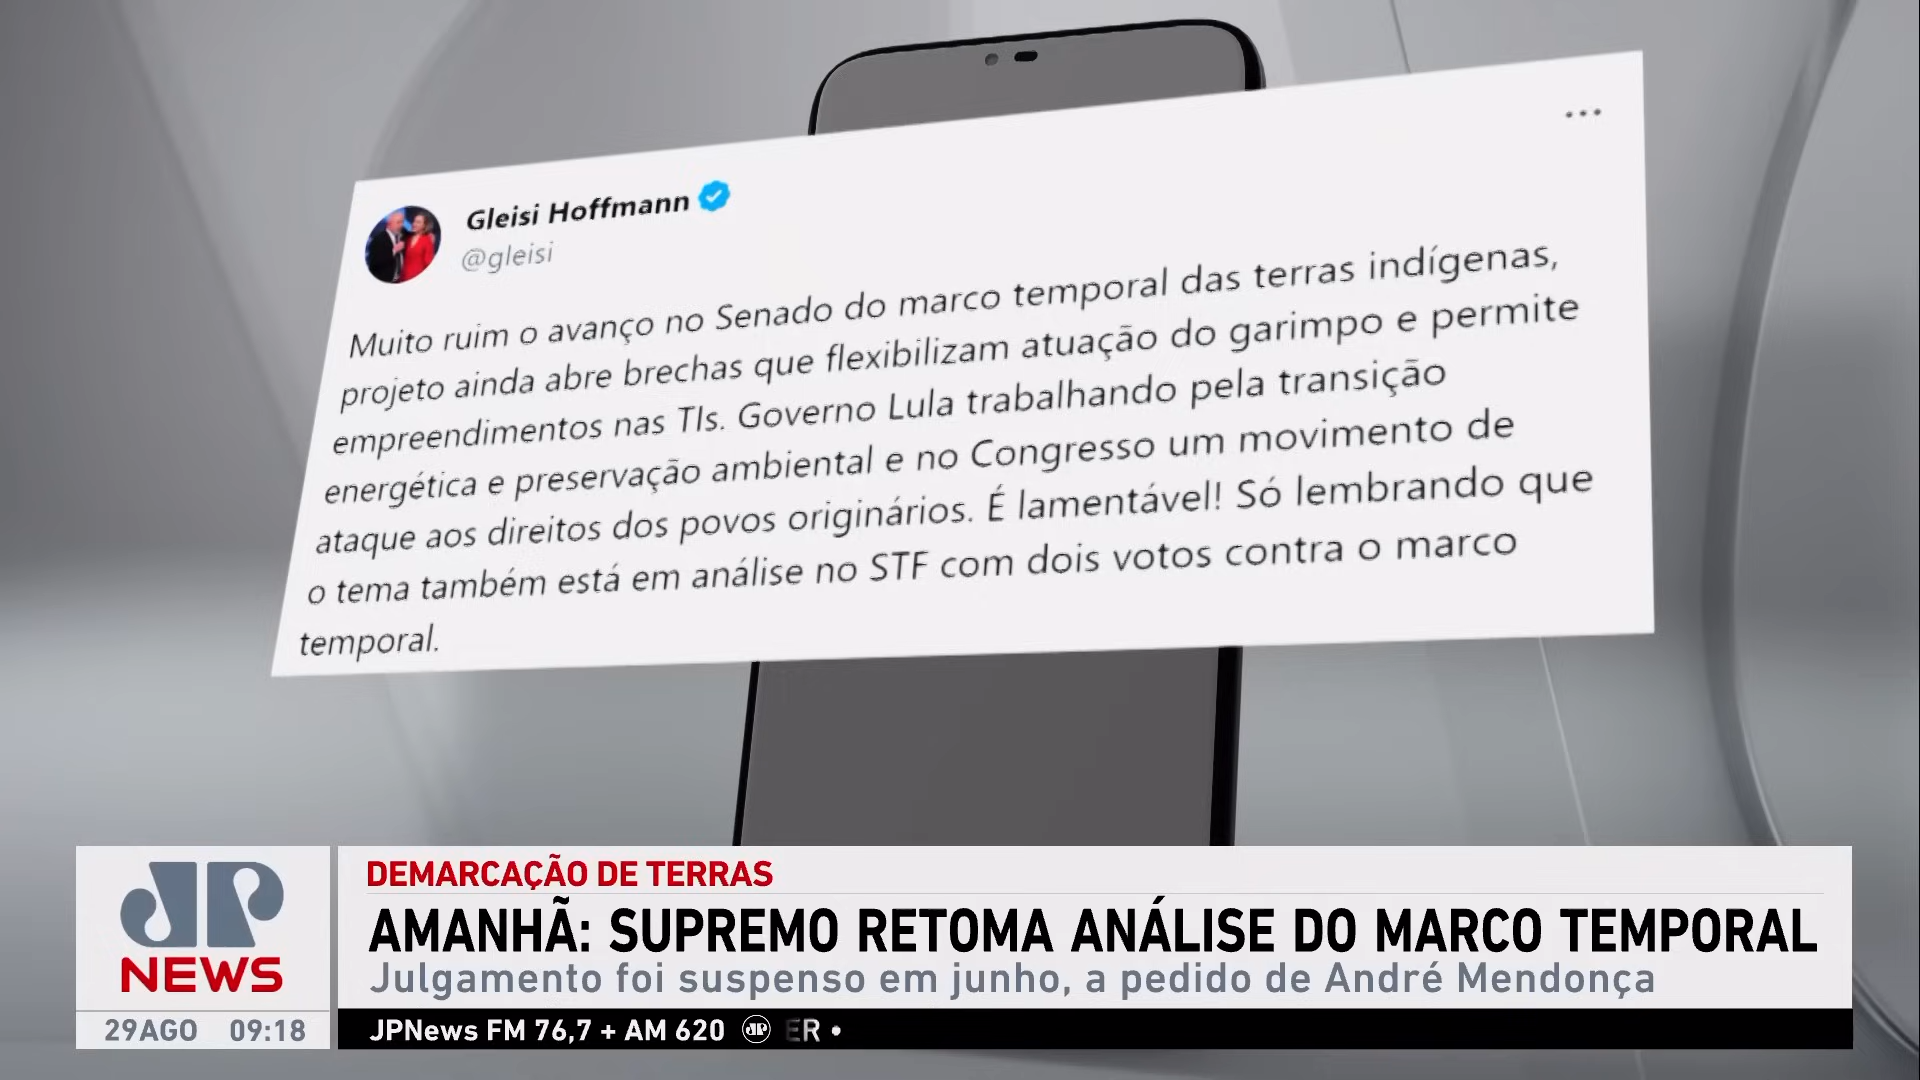 Gleisi Hoffmann
@gleisi
Muito ruim o avanço no Senado do marco temporal das terras indígenas,
projeto ainda abre brechas que flexibilizam atuação do garimpo e permite
empreendimentos nas TIs. Governo Lula trabalhando pela transição
energética e preservação ambiental e no Congresso um movimento de
ataque aos direitos dos povos originários. É lamentável! Só lembrando que
o tema também está em análise no STF com dois votos contra o marco
temporal.
DEMARCAÇÃO DE TERRAS
AMANHÃ: SUPREMO RETOMA ANÁLISE DO MARCO TEMPORAL
Julgamento foi suspenso em junho, a pedido de André Mendonça
JP
NEWS
29AGO 09:18
JPNews FM 76,7 + AM 620 JP ER •